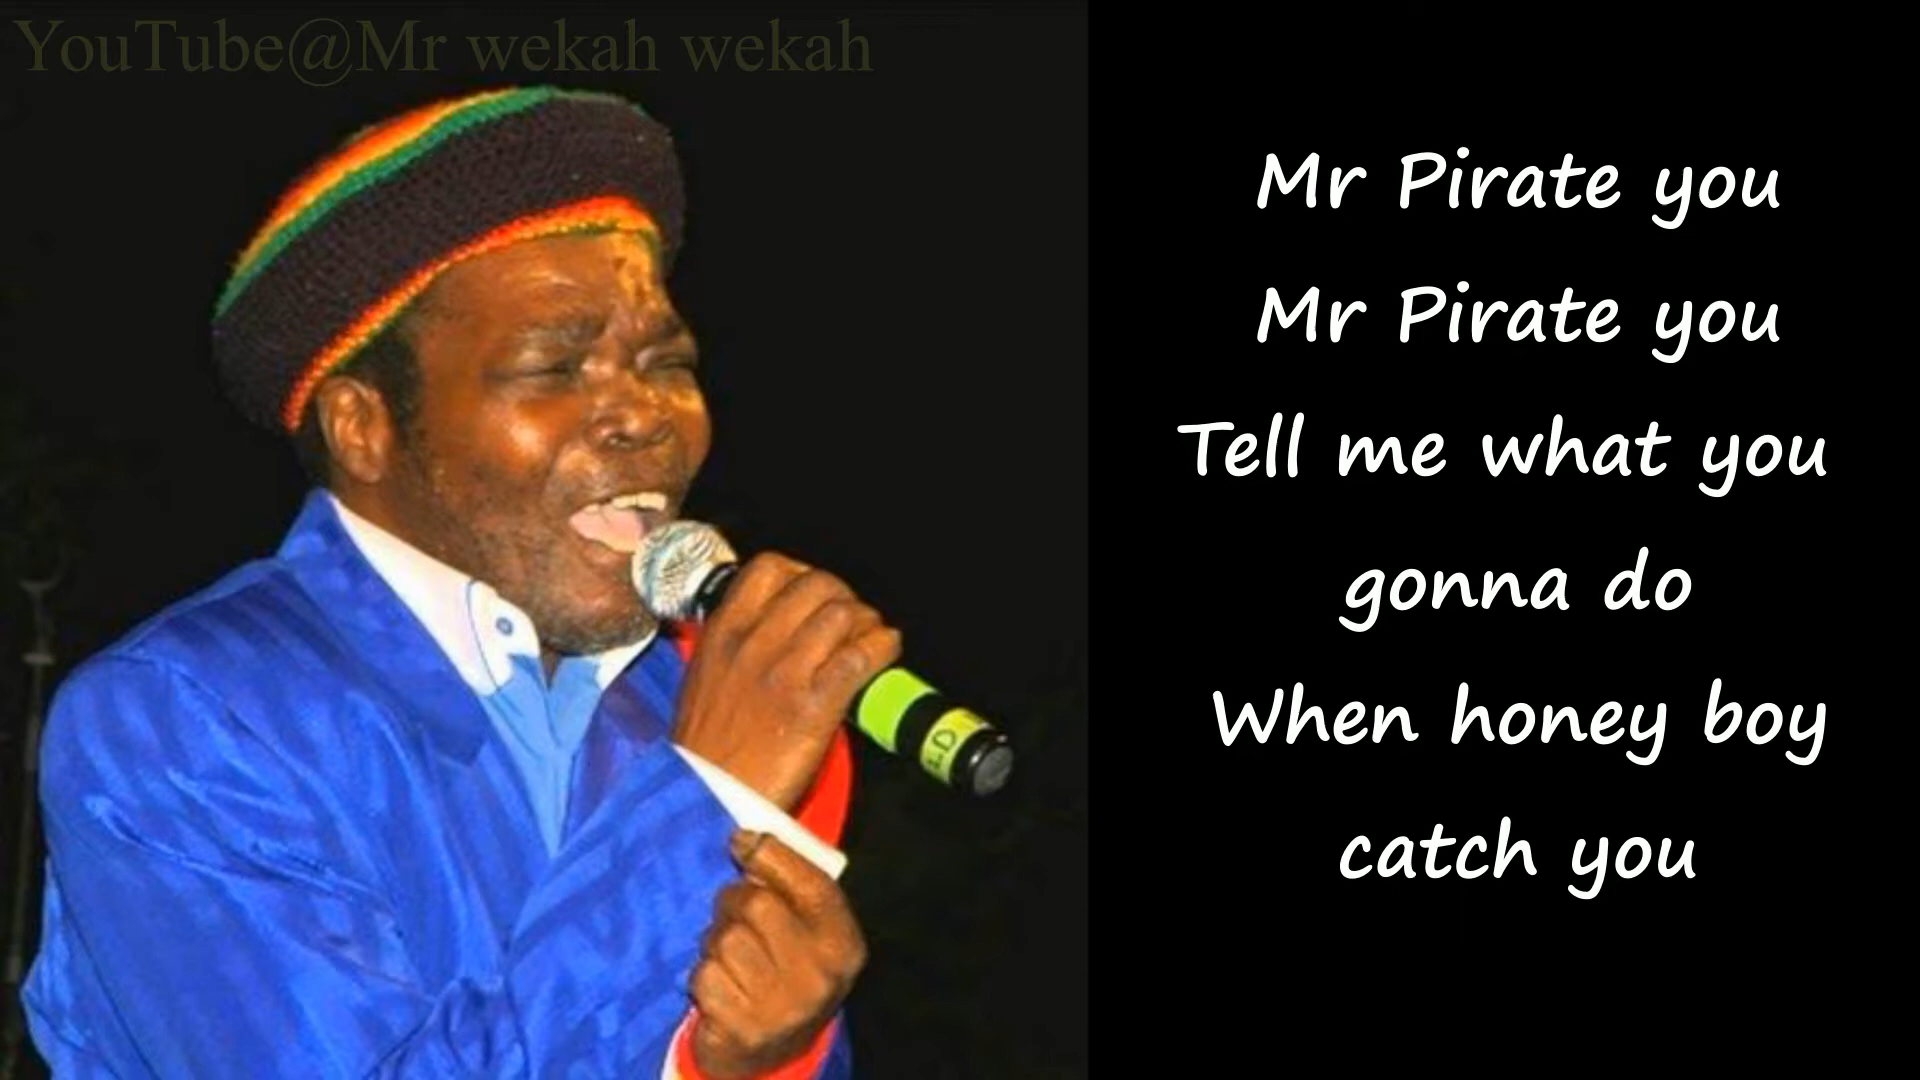 YouTube@Mr wekah wekah
Mr Pirate you
Mr Pirate you
Tell me what you
gonna do
When honey boy
catch you